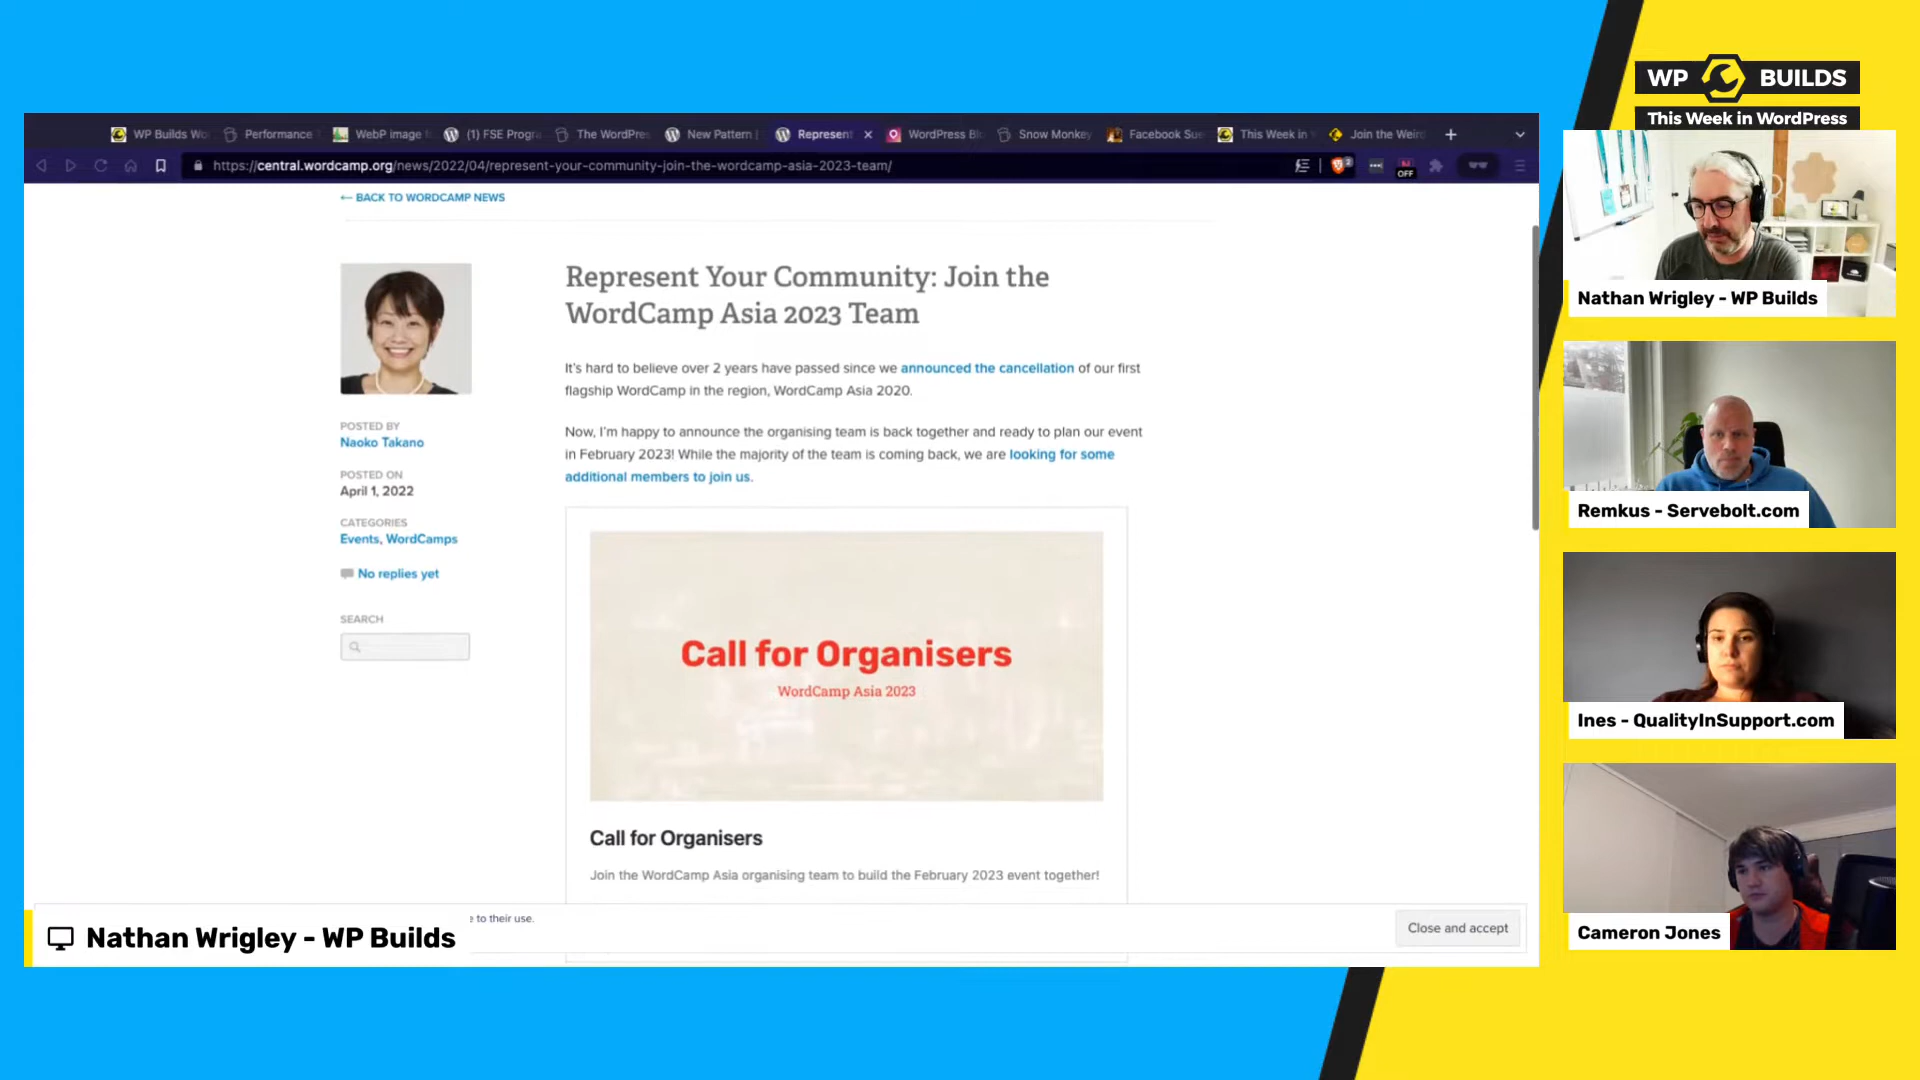 WP BUILDS
This Week in WordPress
WP Builds Wo
Performance
WebP image
(1) FSE Progra
The WordPres
New Pattern
Represent
WordPress Bl
Snow Monkey
Facebook Sue
This Week in
Join the Weir
https://central.wordcamp.org/news/2022/04/represent-your-community-join-the-wordcamp-asia-2023-team/
OFF
← BACK TO WORDCAMP NEWS
Represent Your Community: Join the
WordCamp Asia 2023 Team
It's hard to believe over 2 years have passed since we announced the cancellation of our first
flagship WordCamp in the region, WordCamp Asia 2020.
Now, I'm happy to announce the organising team is back together and ready to plan our event
in February 2023! While the majority of the team is coming back, we are looking for some
additional members to join us.
POSTED BY
Naoko Takano
POSTED ON
April 1, 2022
CATEGORIES
Events, WordCamps
No replies yet
SEARCH
Call for Organisers
WordCamp Asia 2023
Call for Organisers
Join the WordCamp Asia organising team to build the February 2023 event together!
e to their use.
Close and accept
Nathan Wrigley - WP Builds
Nathan Wrigley - WP Builds
Remkus - Servebolt.com
Ines - QualityInSupport.com
Cameron Jones